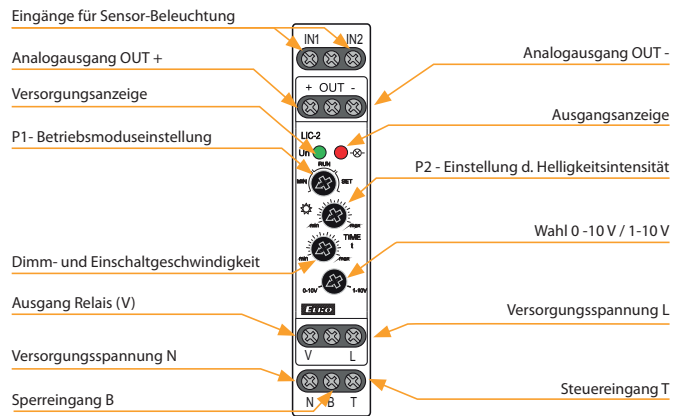 Eingänge für Sensor-Beleuchtung
IN1 IN2
Analogausgang OUT +
Analogausgang OUT -
+ OUT -
Versorgungsanzeige
Ausgangsanzeige
LIC-2
Un
P1- Betriebsmoduseinstellung
RUN
MIN SET
P2 - Einstellung d. Helligkeitsintensität
min max
TIME
t
Wahl 0 -10 V / 1-10 V
min max
Dimm- und Einschaltgeschwindigkeit
0-10V 1-10V
Ausgang Relais (V)
ELKO
Versorgungsspannung L
V L
Versorgungsspannung N
Steuereingang T
Sperreingang B
N B T